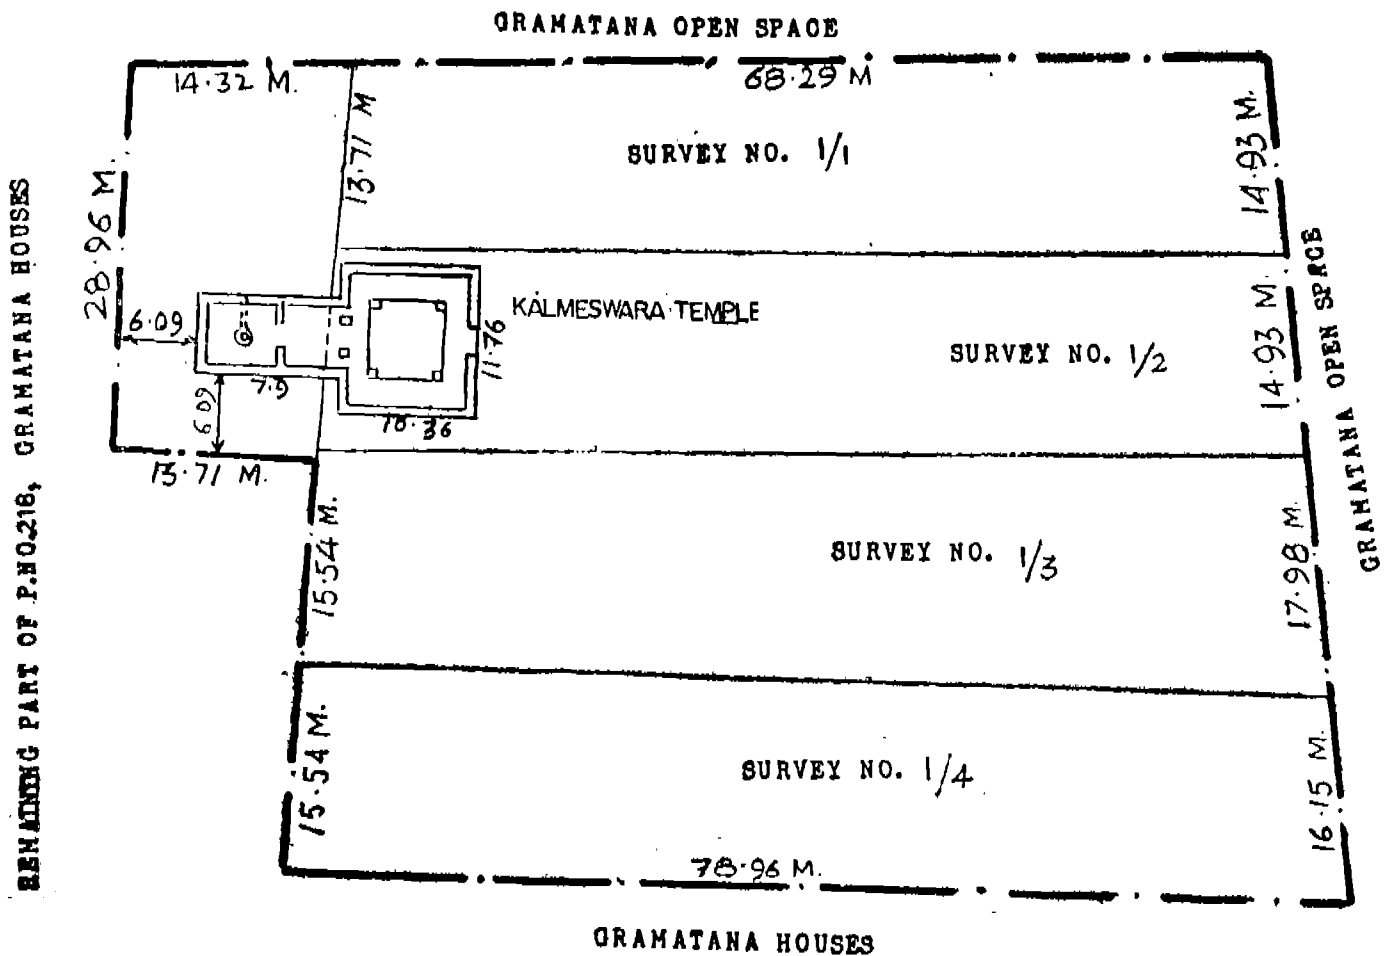 GRAMATANA OPEN SPACE
14.32 M.
68.29 M
13.71 M
SURVEY NO. 1/1
14.93 M.
28.96 M.
REMAINING PART OF P.NO.216, GRAMATANA HOUSES
GRAMATANA OPEN SPACE
KALMESWARA TEMPLE
6.09
11.76
SURVEY NO. 1/2
14.93 M.
7.9
6.09
10.36
13.71 M.
15.54 M.
SURVEY NO. 1/3
17.98 M.
15.54 M.
SURVEY NO. 1/4
16.15 M.
78.96 M.
GRAMATANA HOUSES